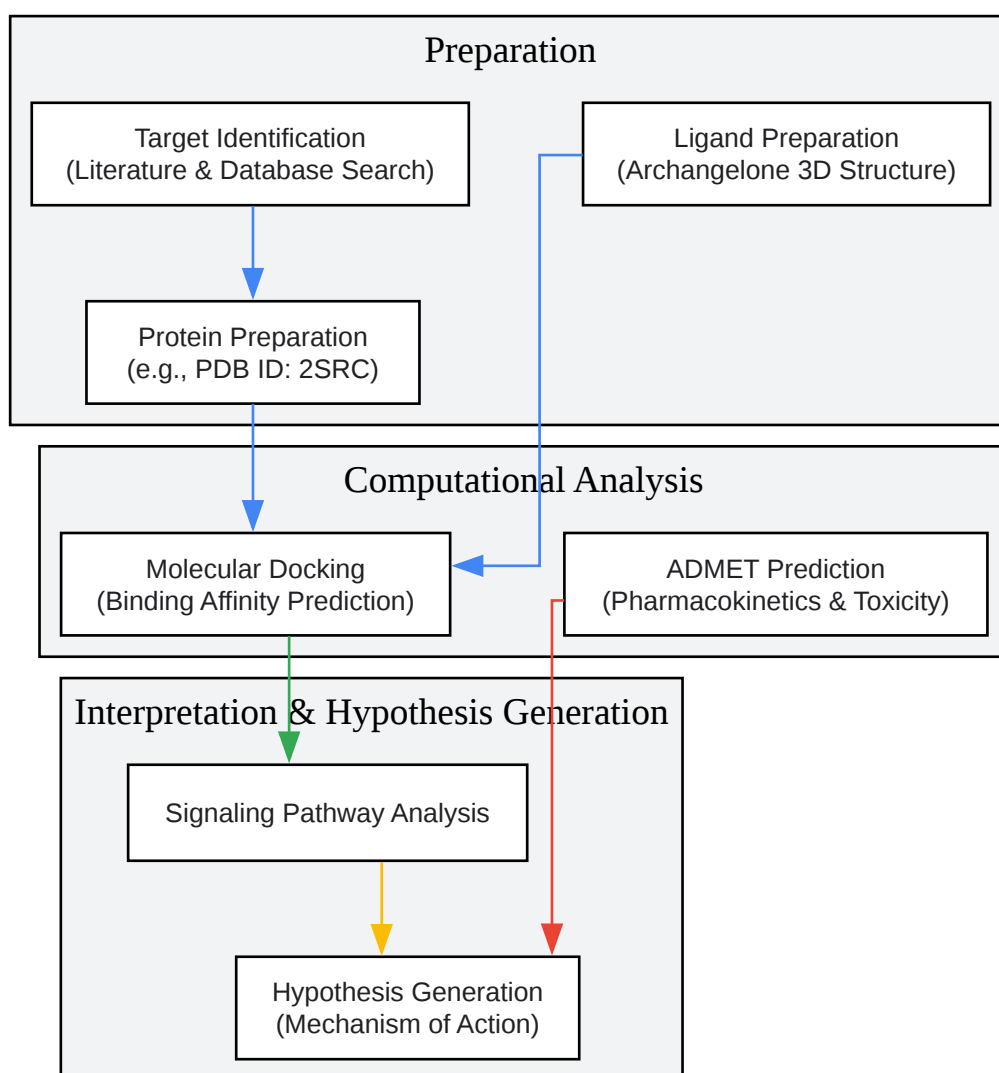 Preparation
Target Identification
(Literature & Database Search)
Ligand Preparation
(Archangelone 3D Structure)
Protein Preparation
(e.g., PDB ID: 2SRC)
Computational Analysis
Molecular Docking
(Binding Affinity Prediction)
ADMET Prediction
(Pharmacokinetics & Toxicity)
Interpretation & Hypothesis Generation
Signaling Pathway Analysis
Hypothesis Generation
(Mechanism of Action)